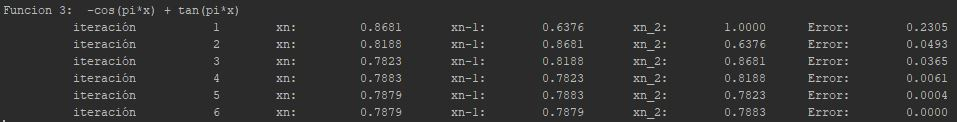 Funcion 3: -cos(pi*x) + tan(pi*x)
iteración 1 xn: 0.8681 xn-1: 0.6376 xn_2: 1.0000 Error: 0.2305
iteración 2 xn: 0.8188 xn-1: 0.8681 xn_2: 0.6376 Error: 0.0493
iteración 3 xn: 0.7823 xn-1: 0.8188 xn_2: 0.8681 Error: 0.0365
iteración 4 xn: 0.7883 xn-1: 0.7823 xn_2: 0.8188 Error: 0.0061
iteración 5 xn: 0.7879 xn-1: 0.7883 xn_2: 0.7823 Error: 0.0004
iteración 6 xn: 0.7879 xn-1: 0.7879 xn_2: 0.7883 Error: 0.0000